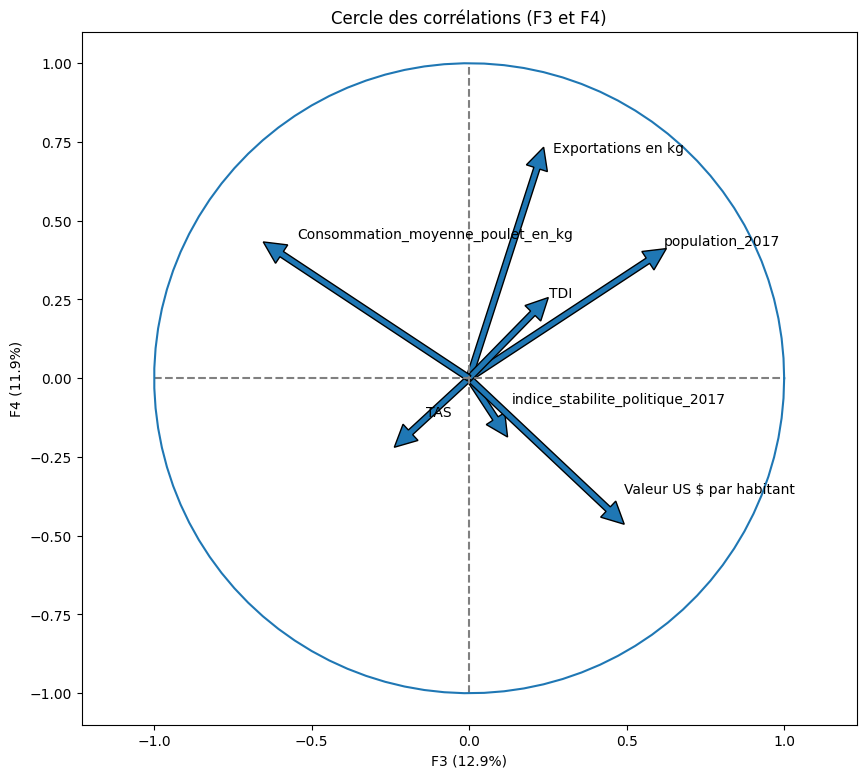 Cercle des corrélations (F3 et F4)
1.00
0.75
Exportations en kg
0.50
Consommation_moyenne_poulet_en_kg
population_2017
TDI
0.25
F4 (11.9%)
0.00
indice_stabilite_politique_2017
TAS
−0.25
Valeur US $ par habitant
−0.50
−0.75
−1.00
−1.0
−0.5
0.0
0.5
1.0
F3 (12.9%)